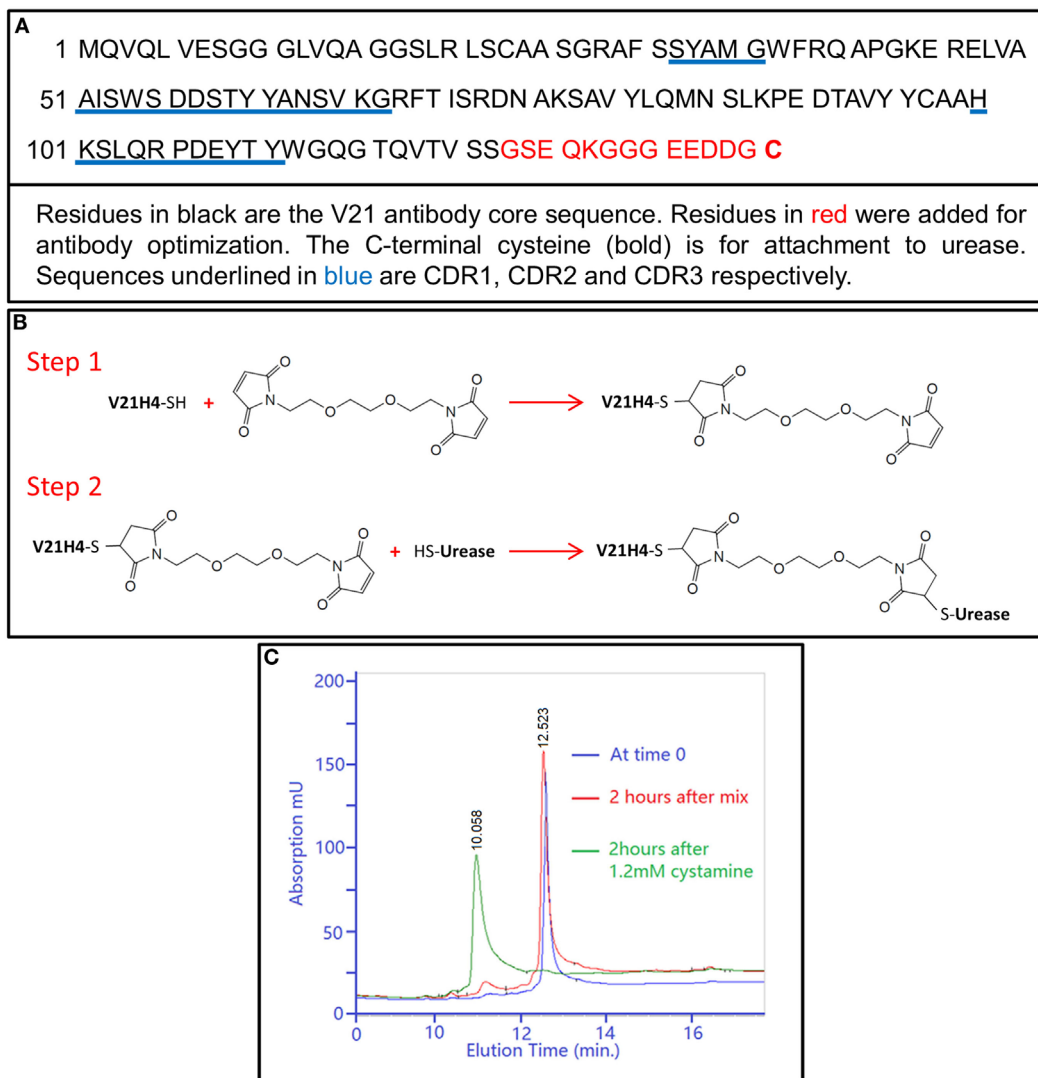 A
1 MQVQL VESGG GLVQA GGSLR LSCAA SGRAF SSYAM GWFRQ APGKE RELVA
51 AISWS DDSTY YANSV KGRFT ISRDN AKSAV YLQMN SLKPE DTAVY YCAAH
101 KSLQR PDEYT YWGQG TQVTV SSGSE QKGGG EEDDG C
Residues in black are the V21 antibody core sequence. Residues in red were added for
antibody optimization. The C-terminal cysteine (bold) is for attachment to urease.
Sequences underlined in blue are CDR1, CDR2 and CDR3 respectively.
B
Step 1
V21H4-SH + O N O O O N O O V21H4-S O N O O O N O O
Step 2
V21H4-S O N O O O N O O + HS-Urease V21H4-S O N O O O N O O S-Urease
C
200
150
100
50
0
Absorption mU
10.058
12.523
At time 0
2 hours after mix
2hours after
1.2mM cystamine
0 10 12 14 16
Elution Time (min.)